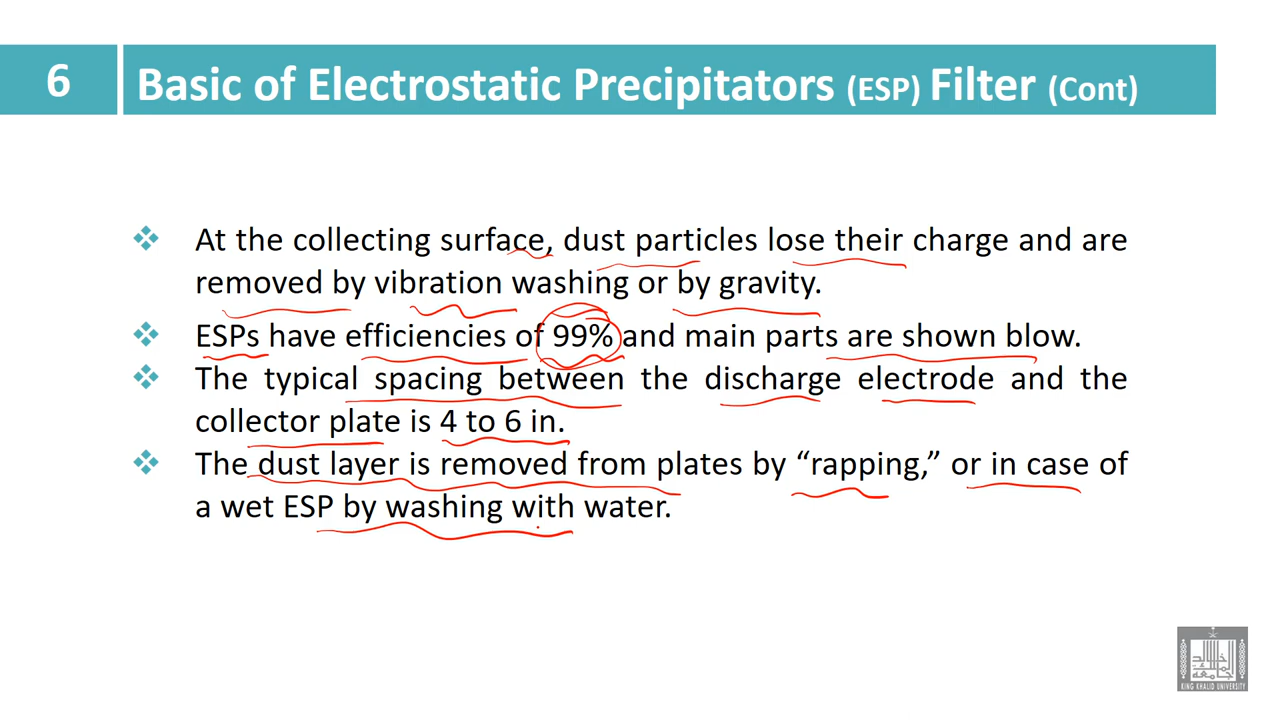 6
Basic of Electrostatic Precipitators (ESP) Filter (Cont)
At the collecting surface, dust particles lose their charge and are
removed by vibration washing or by gravity.
ESPs have efficiencies of 99% and main parts are shown blow.
The typical spacing between the discharge electrode and the
collector plate is 4 to 6 in.
The dust layer is removed from plates by “rapping,” or in case of
a wet ESP by washing with water.
KING KHALID UNIVERSITY